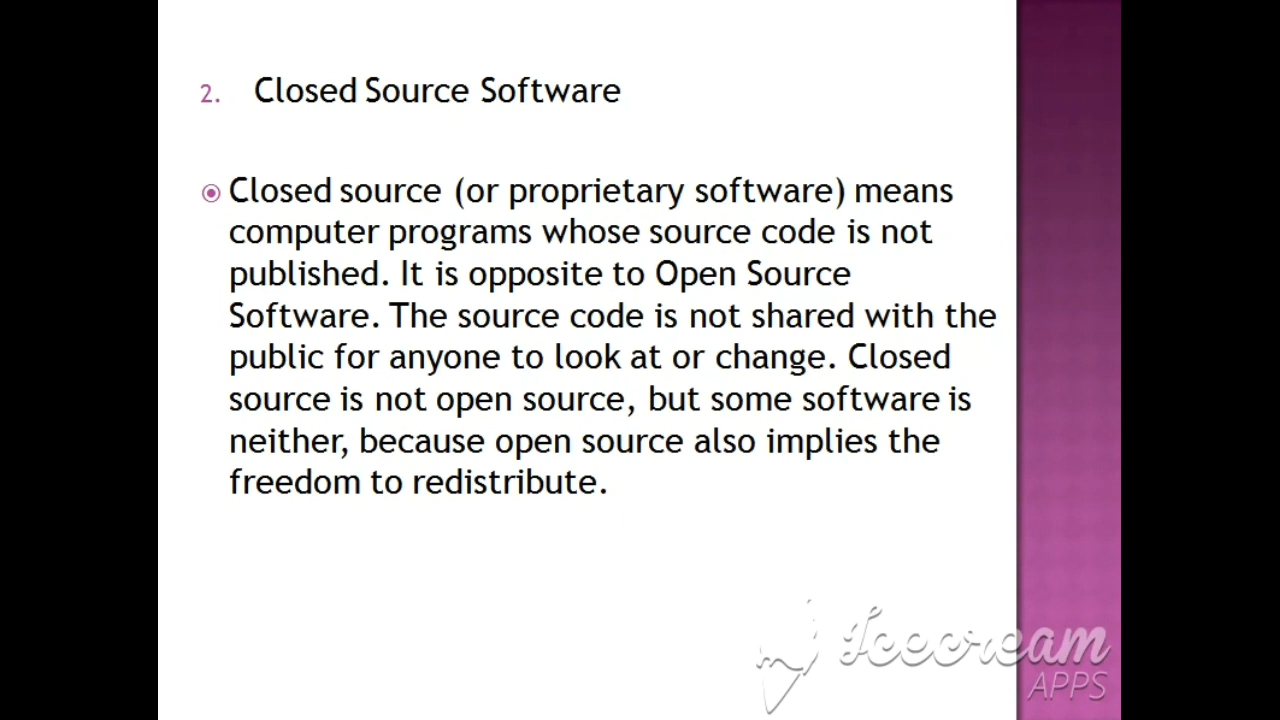 2. Closed Source Software
Closed source (or proprietary software) means
computer programs whose source code is not
published. It is opposite to Open Source
Software. The source code is not shared with the
public for anyone to look at or change. Closed
source is not open source, but some software is
neither, because open source also implies the
freedom to redistribute.
Icecream
APPS